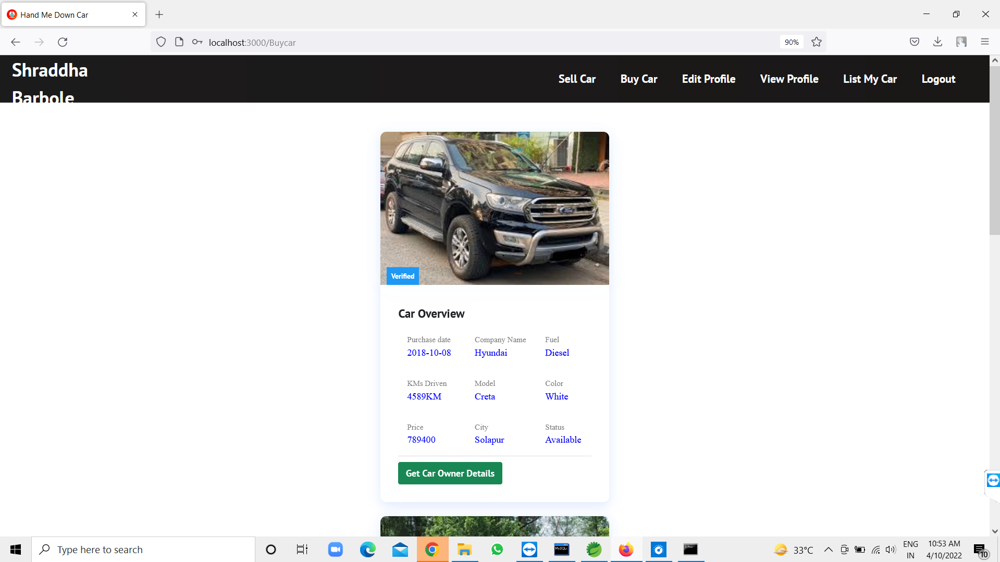 Hand Me Down Car
localhost:3000/Buycar
90%
Shraddha
Barbole
Sell Car
Buy Car
Edit Profile
View Profile
List My Car
Logout
Verified
Car Overview
Purchase date Company Name Fuel
2018-10-08 Hyundai Diesel
KMs Driven Model Color
4589KM Creta White
Price City Status
789400 Solapur Available
Get Car Owner Details
Type here to search
MySQL
33°C
ENG
IN
10:53 AM
4/10/2022
10